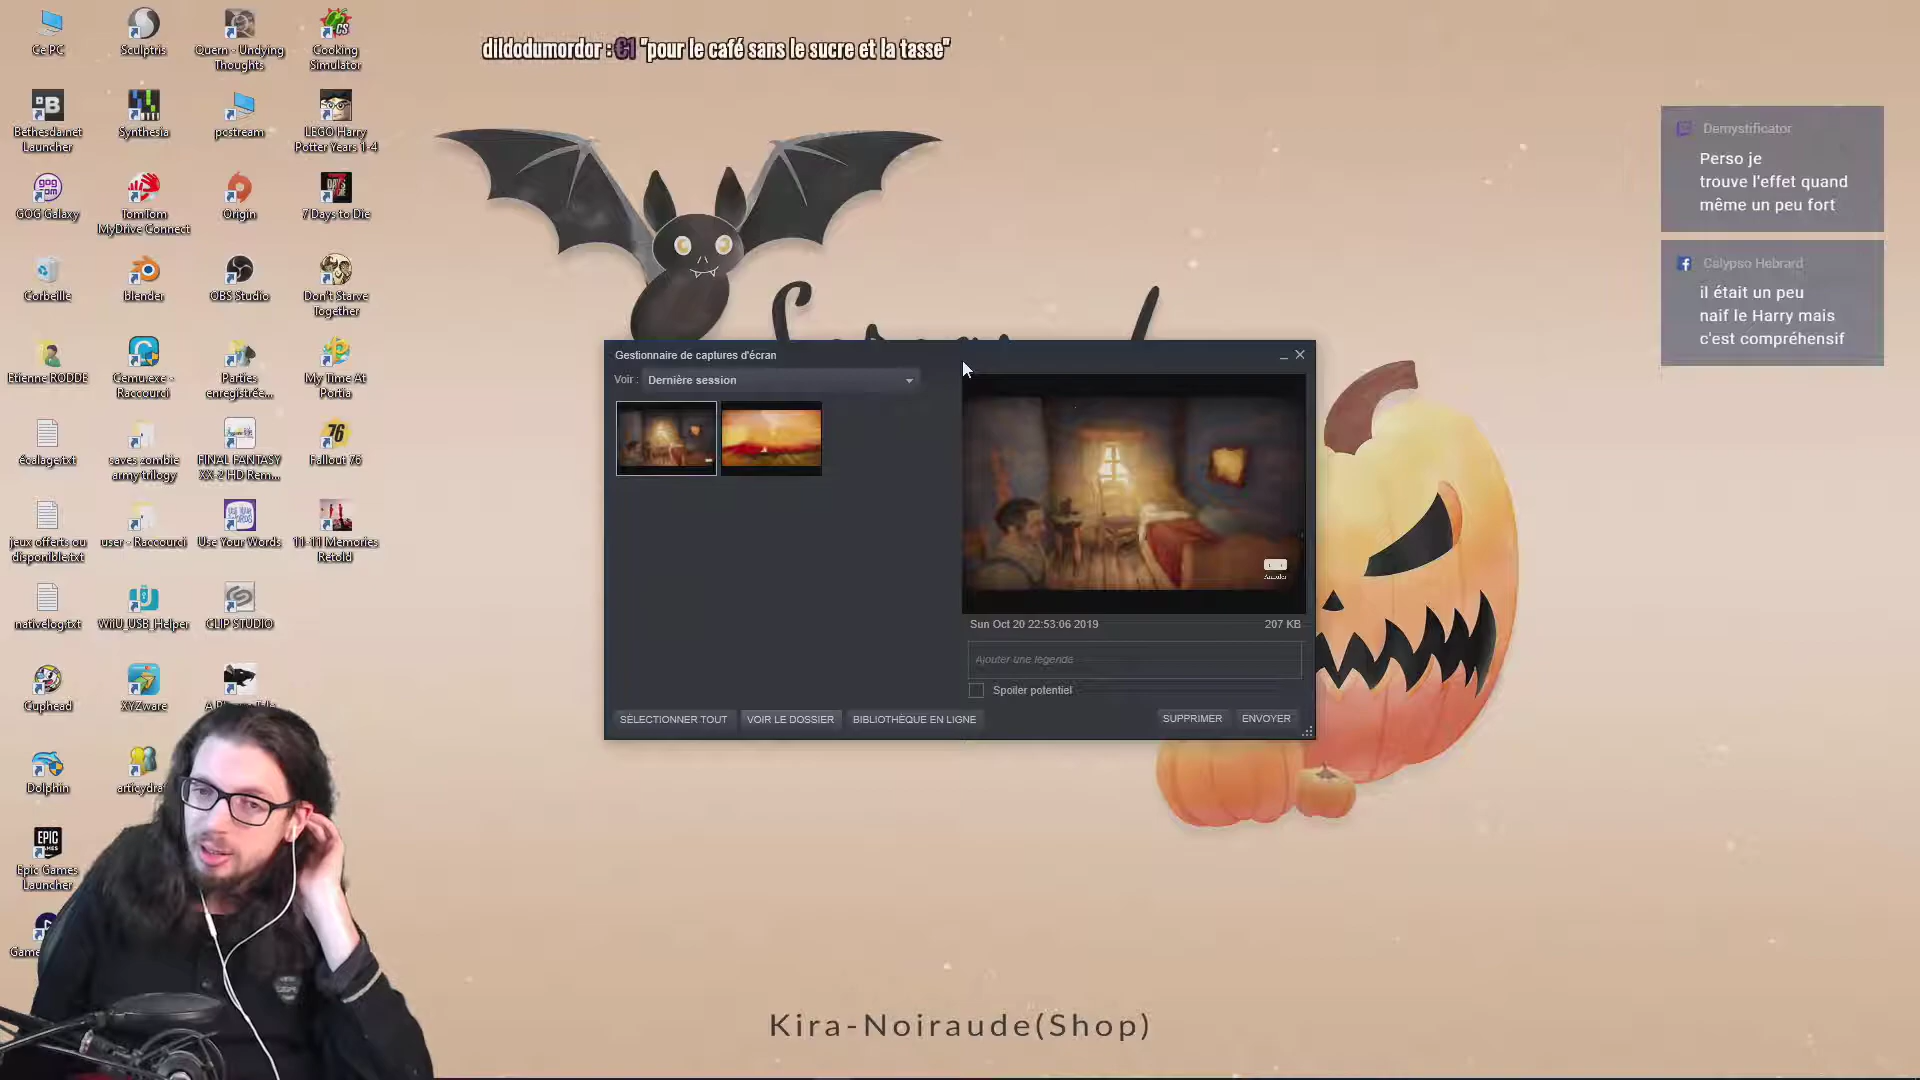 dildodumordor : €1 "pour le café sans le sucre et la tasse"
Ce PC
Sculptris
Quern - Undying
Thoughts
Cooking
Simulator
Bethesda.net
Launcher
Synthesia
pcstream
LEGO Harry
Potter Years 1-4
GOG Galaxy
TomTom
MyDrive Connect
Origin
7 Days to Die
Corbeille
blender
OBS Studio
Don't Starve
Together
Etienne RODDE
Cemu.exe -
Raccourci
Parties
enregistrée...
My Time At
Portia
écalage.txt
saves zombie
army trilogy
FINAL FANTASY
X/X-2 HD Rem...
Fallout 76
jeux offerts ou
disponible.txt
user - Raccourci
Use Your Words
11-11 Memories
Retold
nativelog.txt
WiiU_USB_Helper
CLIP STUDIO
Cuphead
XYZware
Dolphin
Epic Games
Launcher
Demystificator
Perso je
trouve l'effet quand
même un peu fort
Calypso Hebrard
il était un peu
naif le Harry mais
c'est compréhensif
Gestionnaire de captures d'écran
Voir :
Dernière session
Annuler
Sun Oct 20 22:53:06 2019
207 KB
Ajouter une légende
Spoiler potentiel
SÉLECTIONNER TOUT
VOIR LE DOSSIER
BIBLIOTHÈQUE EN LIGNE
SUPPRIMER
ENVOYER
Kira-Noiraude(Shop)